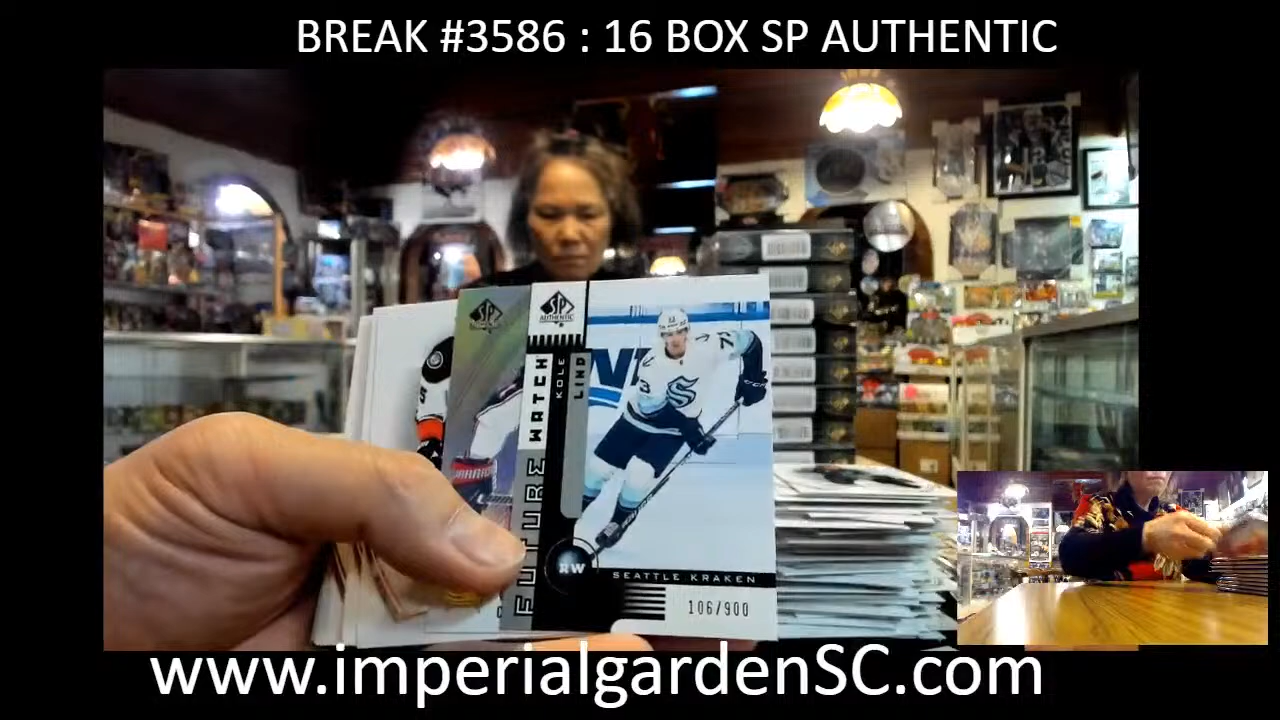 BREAK #3586 : 16 BOX SP AUTHENTIC
SP
AUTHENTIC
FUTURE WATCH
KOLE
LIND
RW
SEATTLE KRAKEN
106/900
www.imperialgardenSC.com